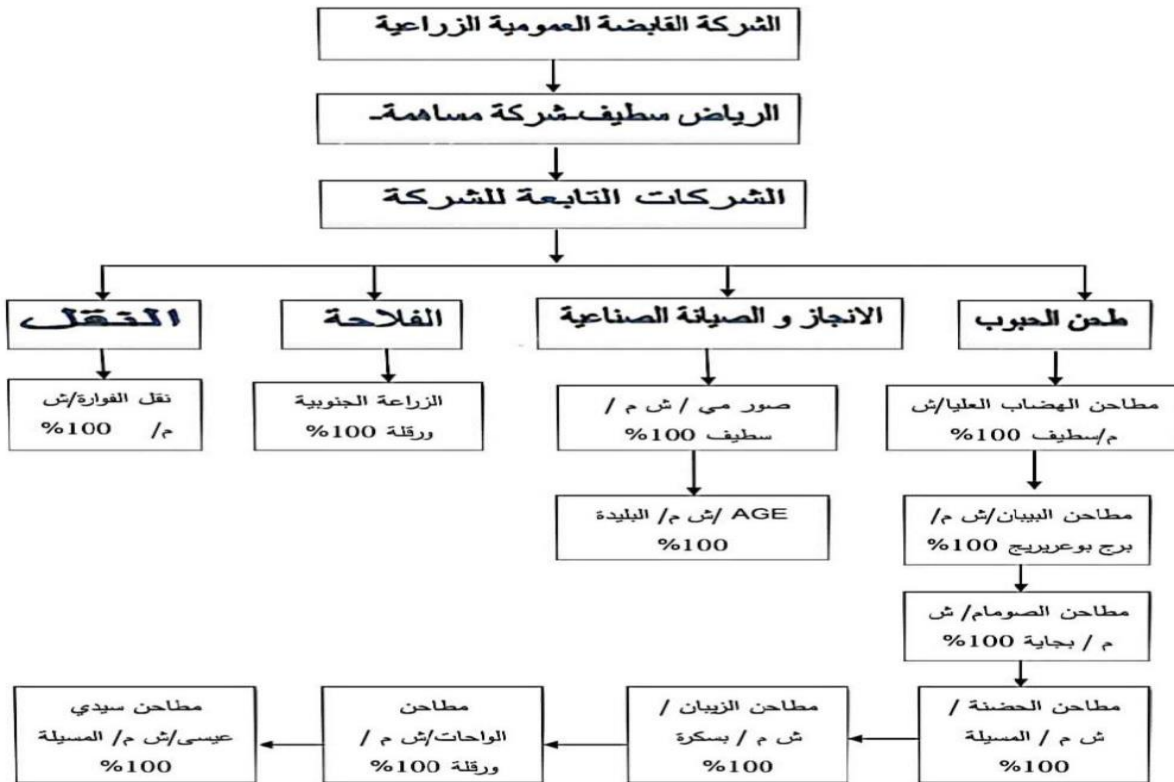 الشركة القابضة العمومية الزراعية
الرياض سطيف-شركة مساهمة-
الشركات التابعة للشركة
طحن الحبوب
الانجاز و الصيانة الصناعية
الفلاحة
النقل
مطاحن الهضاب العليا/ش
م/سطيف 100%
صور مي / ش م /
سطيف 100%
الزراعة الجنوبية
ورقلة 100%
نقل الفوارة/ش
م/ 100%
مطاحن البيبان/ش م/
برج بوعريريج 100%
AGE /ش م/ البليدة
100%
مطاحن الصومام/ ش
م / بجاية 100%
مطاحن الحضنة /
ش م / المسيلة
100%
مطاحن الزيبان /
ش م / بسكرة
100%
مطاحن
الواحات/ش م /
ورقلة 100%
مطاحن سيدي
عيسى/ش م/ المسيلة
100%